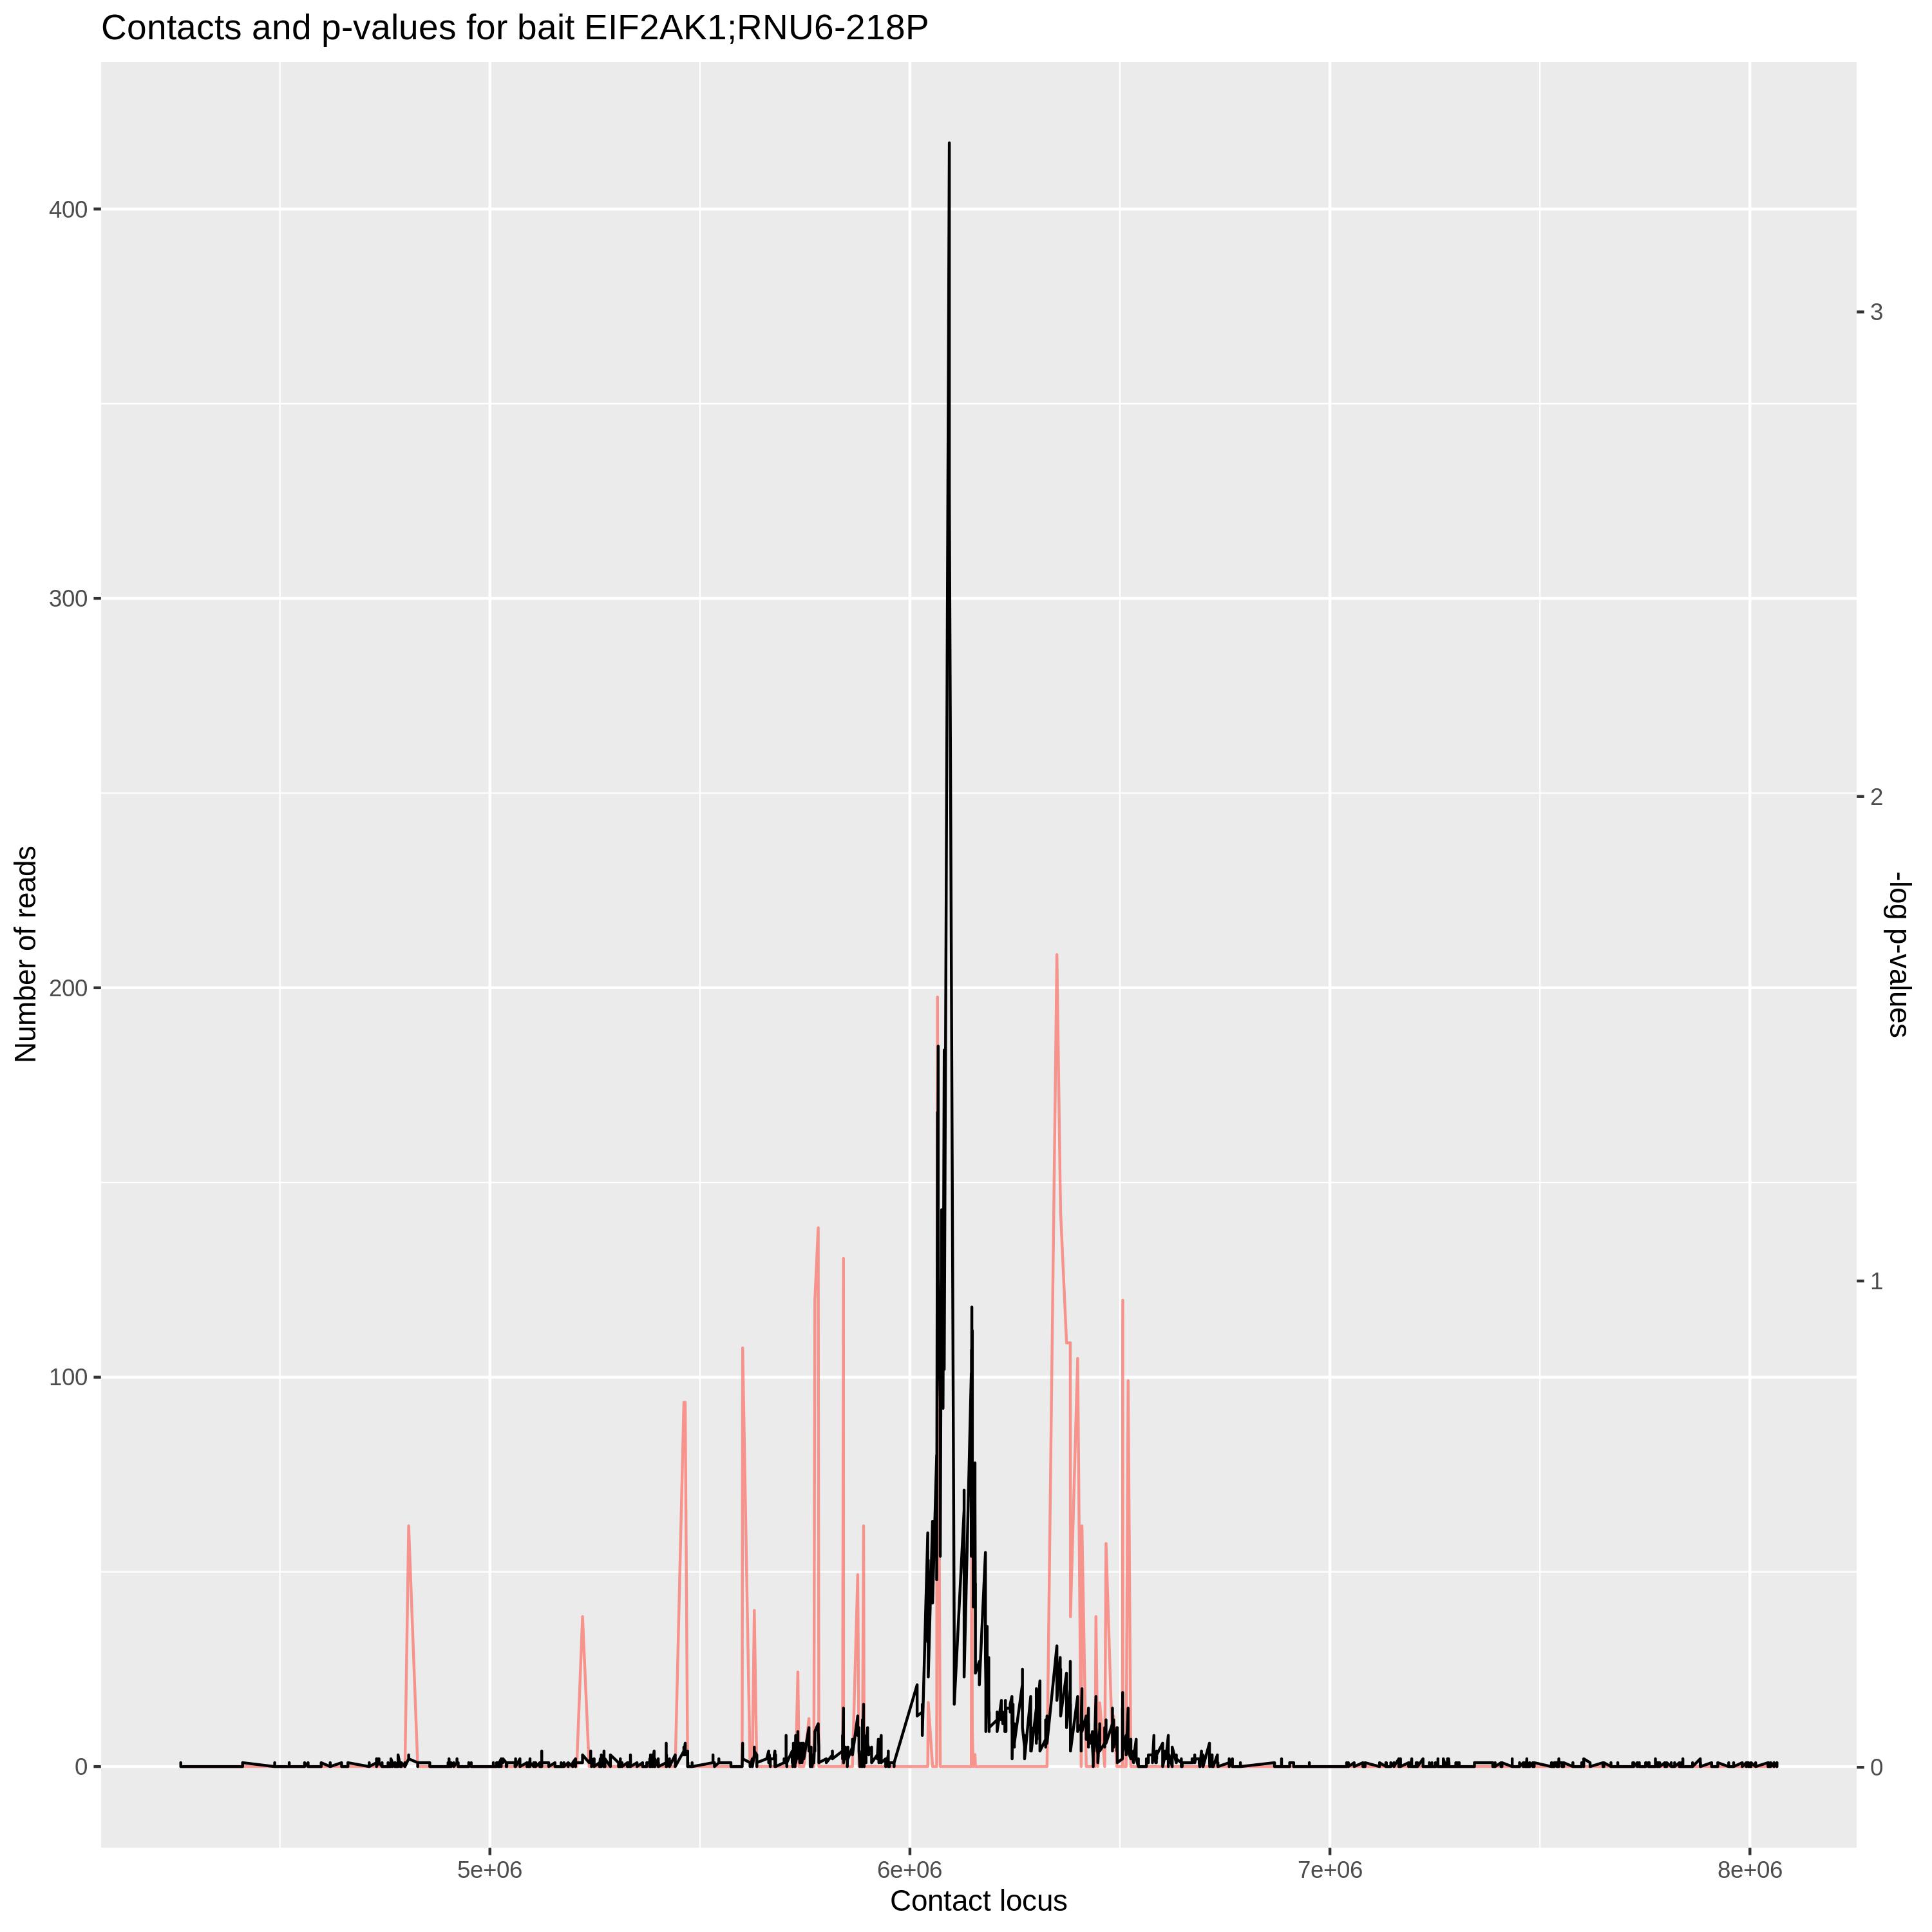 Contacts and p-values for bait EIF2AK1;RNU6-218P
400
300
200
100
0
3
2
1
0
Number of reads
-log p-values
5e+06
6e+06
7e+06
8e+06
Contact locus